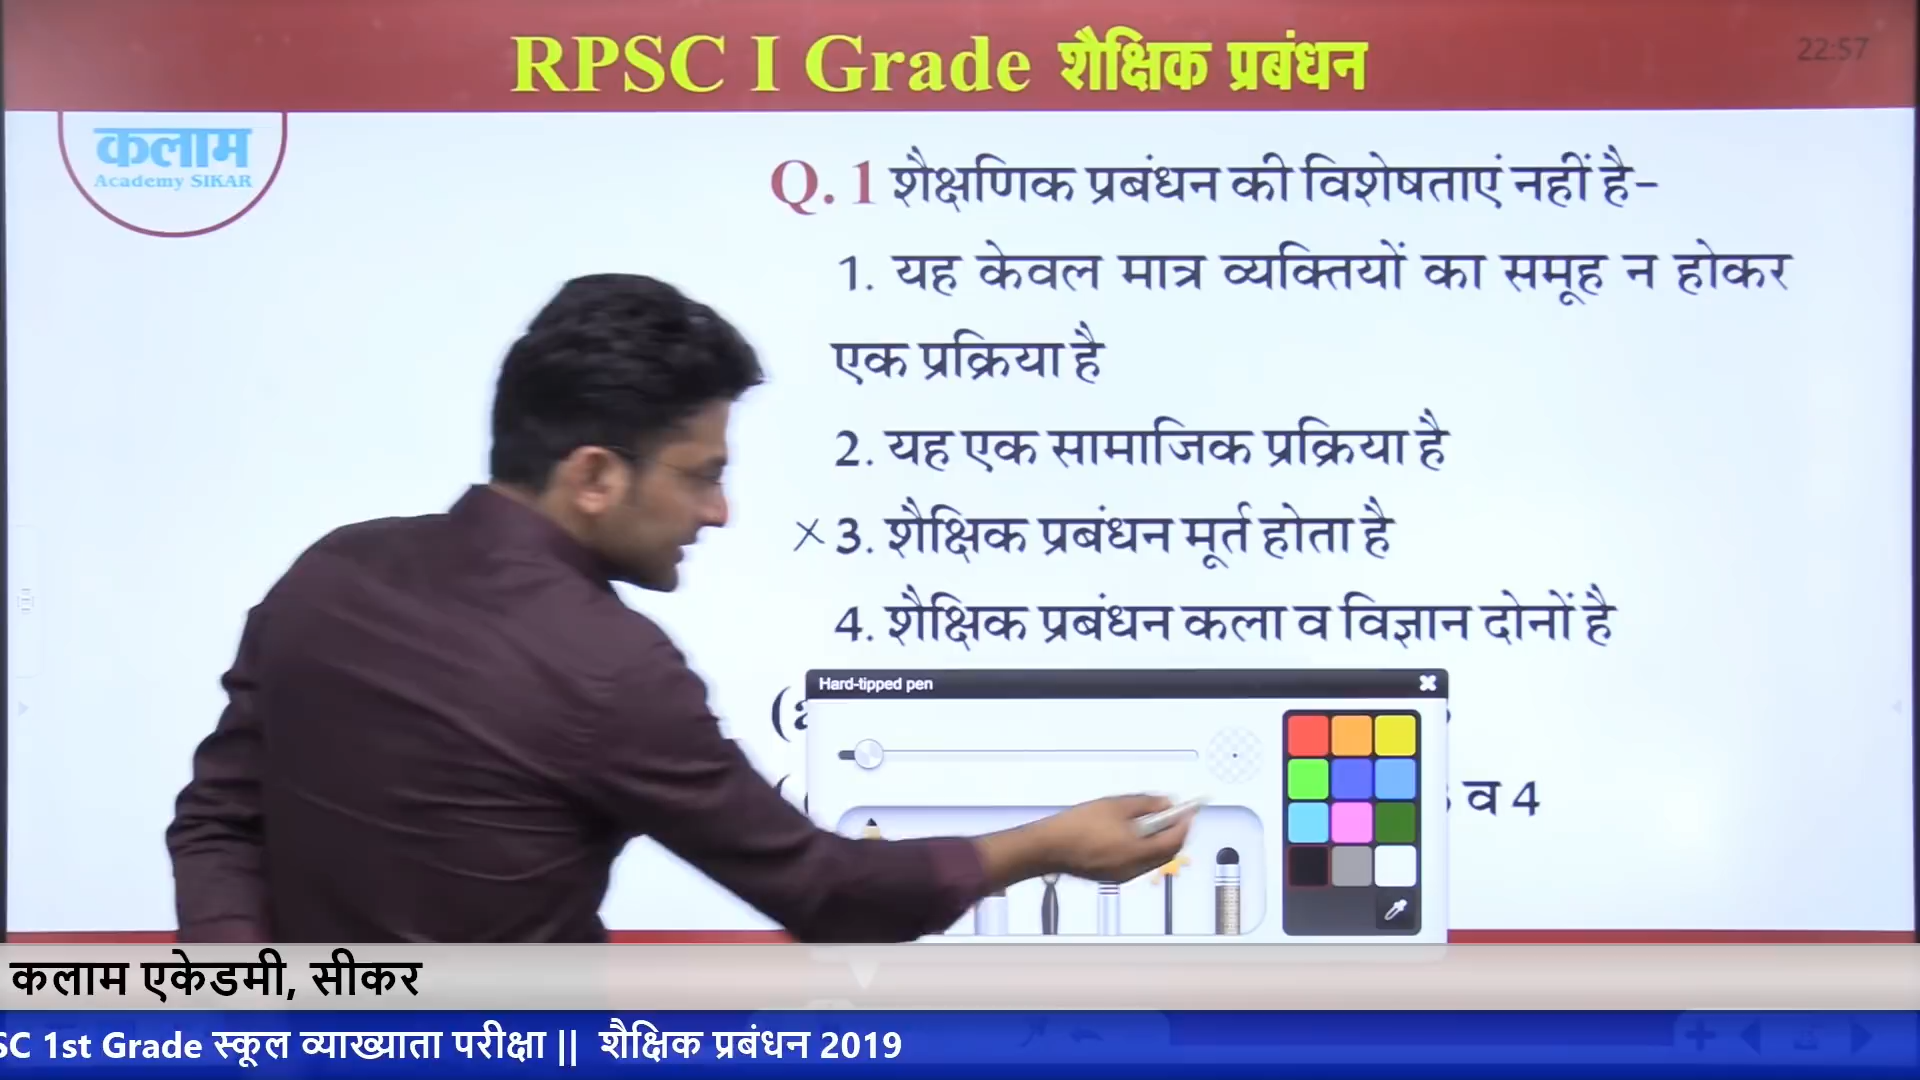 RPSC I Grade शैक्षिक प्रबंधन
22:57
कलाम
Academy SIKAR
Q. 1 शैक्षणिक प्रबंधन की विशेषताएं नहीं है-
1. यह केवल मात्र व्यक्तियों का समूह न होकर
एक प्रक्रिया है
2. यह एक सामाजिक प्रक्रिया है
3. शैक्षिक प्रबंधन मूर्त होता है
4. शैक्षिक प्रबंधन कला व विज्ञान दोनों है
Hard-tipped pen
व 4
कलाम एकेडमी, सीकर
SC 1st Grade स्कूल व्याख्याता परीक्षा || शैक्षिक प्रबंधन 2019